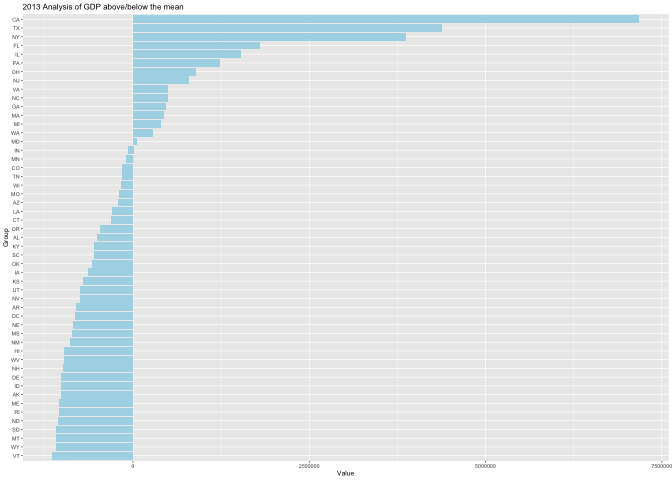 2013 Analysis of GDP above/below the mean
Group
CA
TX
NY
FL
IL
PA
OH
NJ
VA
NC
GA
MA
MI
WA
MD
IN
MN
CO
TN
WI
MO
AZ
LA
CT
OR
AL
KY
SC
OK
IA
KS
UT
NV
AR
DC
NE
MS
NM
HI
WV
NH
DE
ID
AK
ME
RI
ND
SD
MT
WY
VT
0 2500000 5000000 7500000
Value